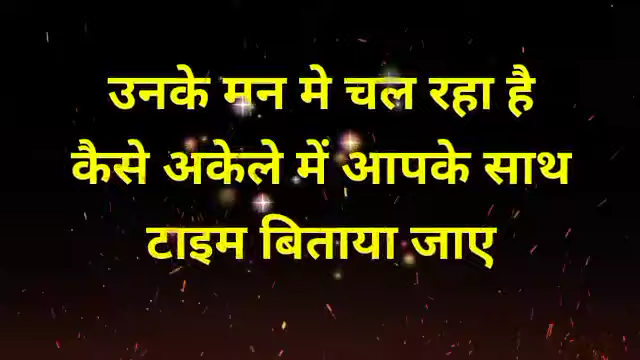 उनके मन मे चल रहा है
कैसे अकेले में आपके साथ
टाइम बिताया जाए